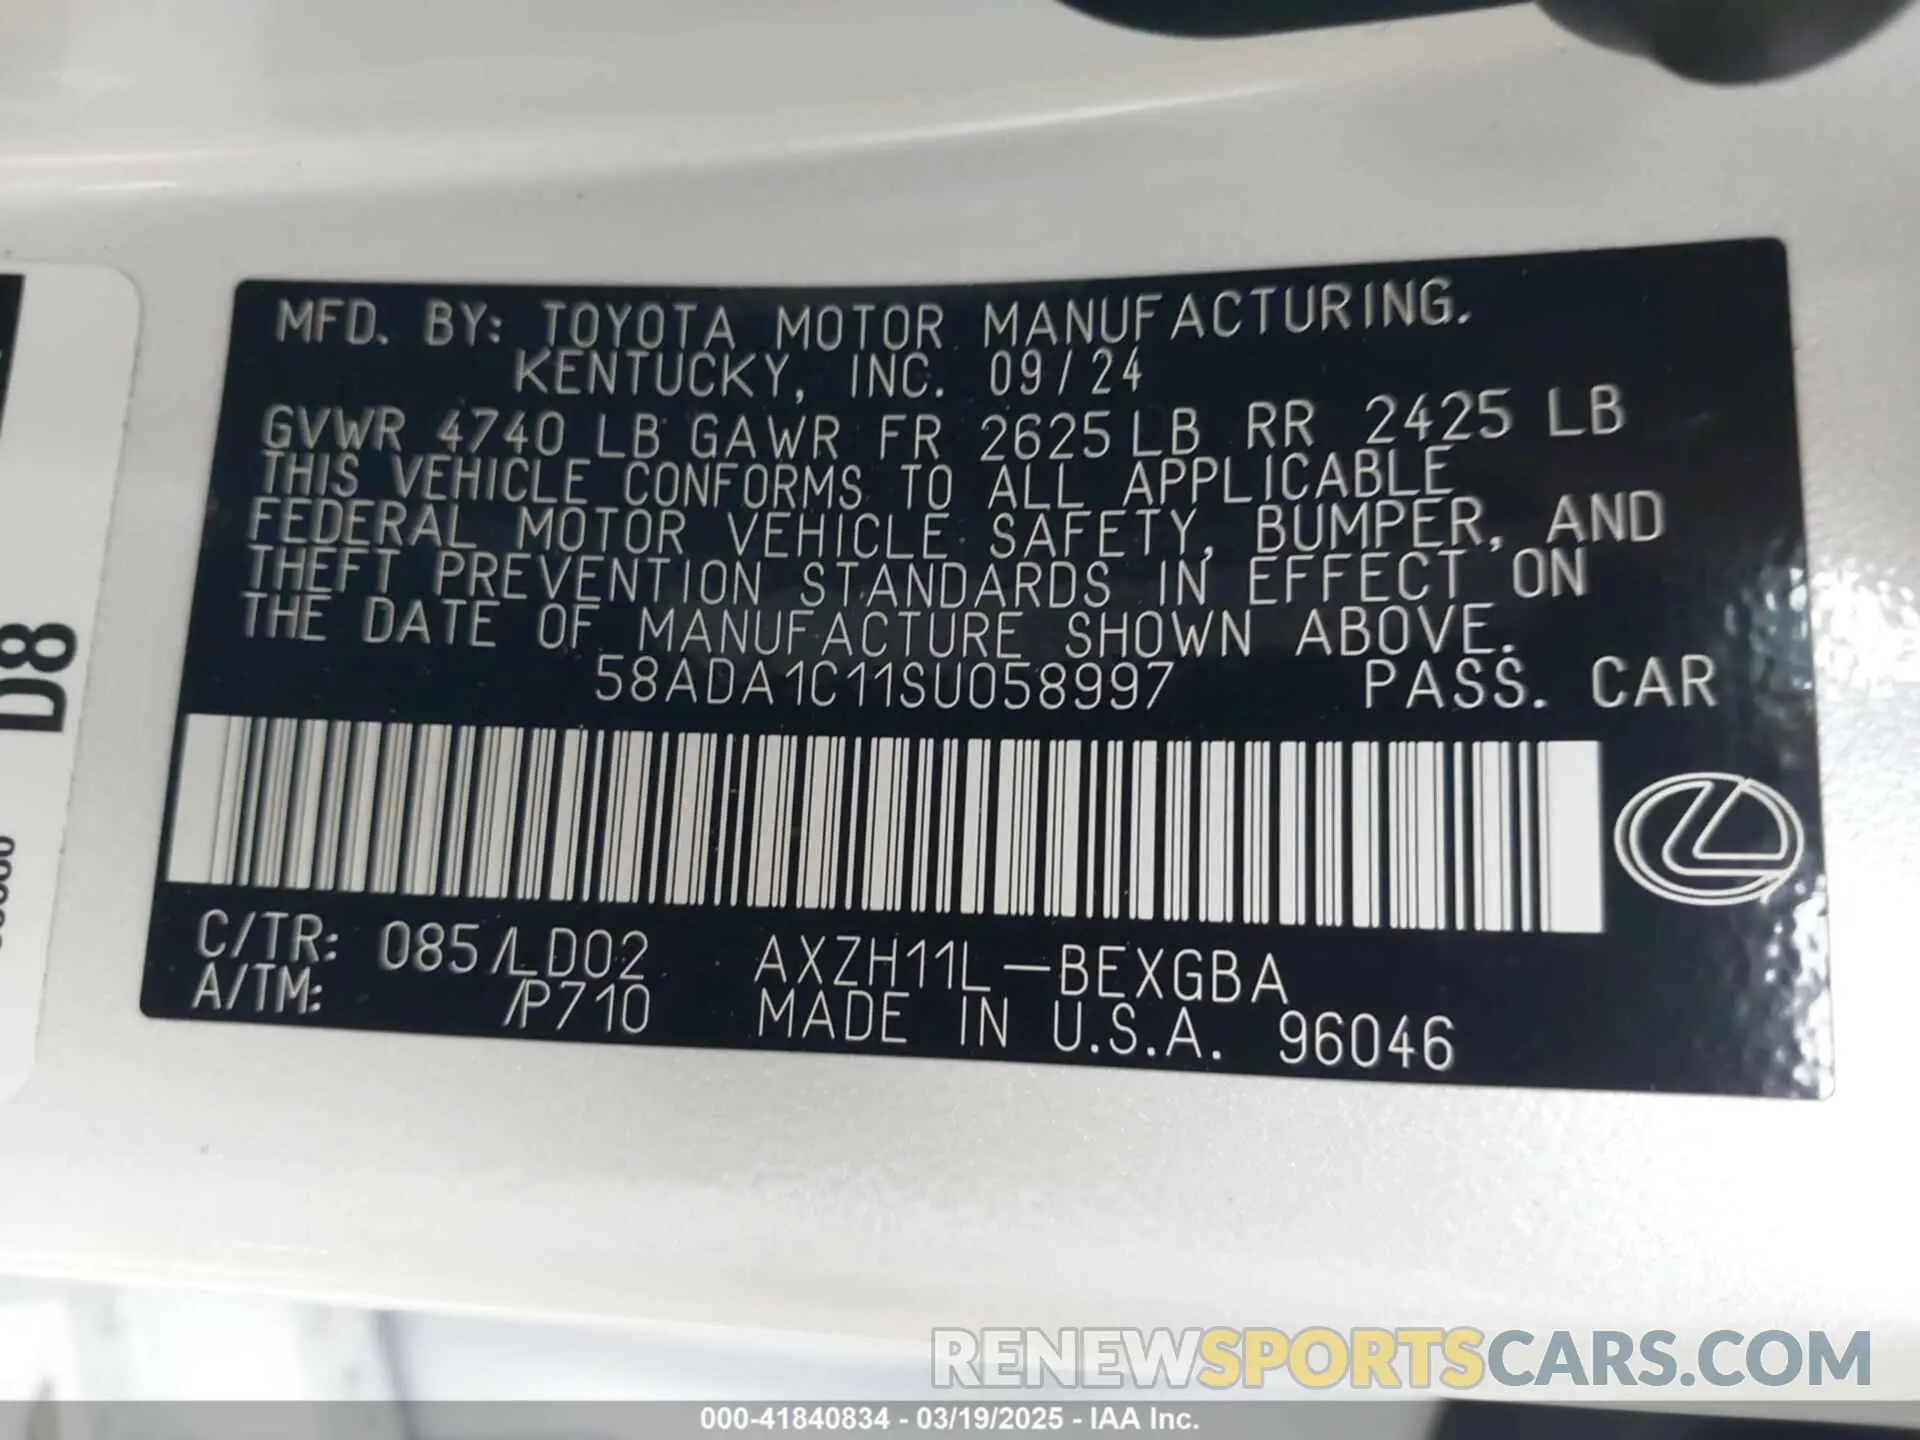 MFD. BY: TOYOTA MOTOR MANUFACTURING.
KENTUCKY, INC. 09/24
GVWR 4740 LB GAWR FR 2625 LB RR 2425 LB
THIS VEHICLE CONFORMS TO ALL APPLICABLE
FEDERAL MOTOR VEHICLE SAFETY, BUMPER, AND
THEFT PREVENTION STANDARDS IN EFFECT ON
THE DATE OF MANUFACTURE SHOWN ABOVE.
58ADA1C11SU058997 PASS. CAR
C/TR: 085/LD02 AXZH11L-BEXGBA
A/TM: /P710 MADE IN U.S.A. 96046
D8
RENEWSPORTSCARS.COM
000-41840834 - 03/19/2025 - IAA Inc.